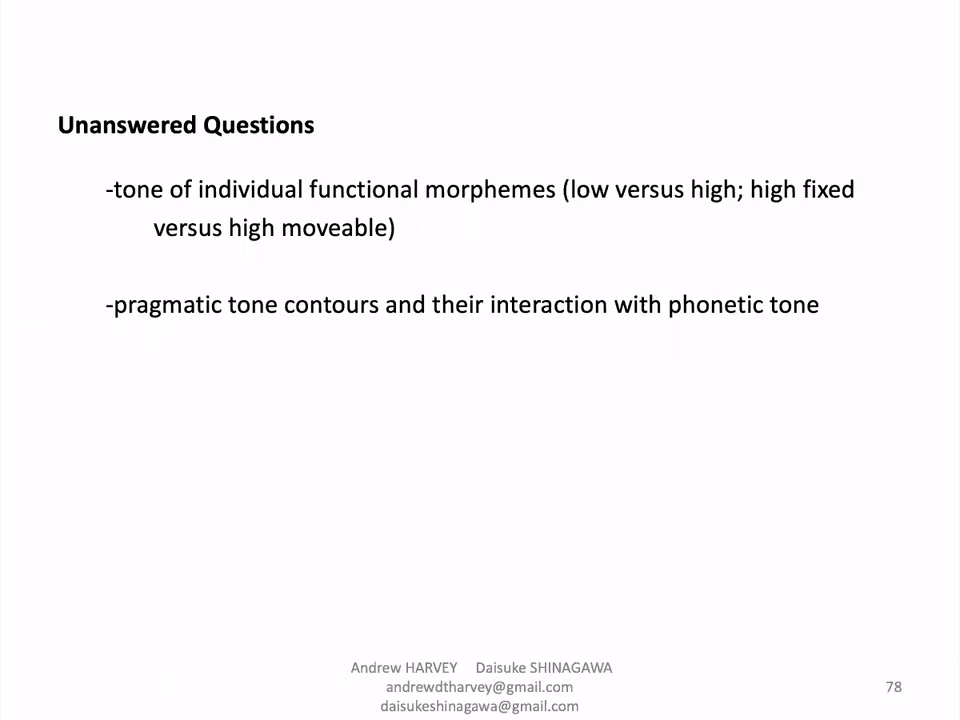 Unanswered Questions
-tone of individual functional morphemes (low versus high; high fixed
versus high moveable)
-pragmatic tone contours and their interaction with phonetic tone
Andrew HARVEY Daisuke SHINAGAWA
andrewdtharvey@gmail.com
daisukeshinagawa@gmail.com
78